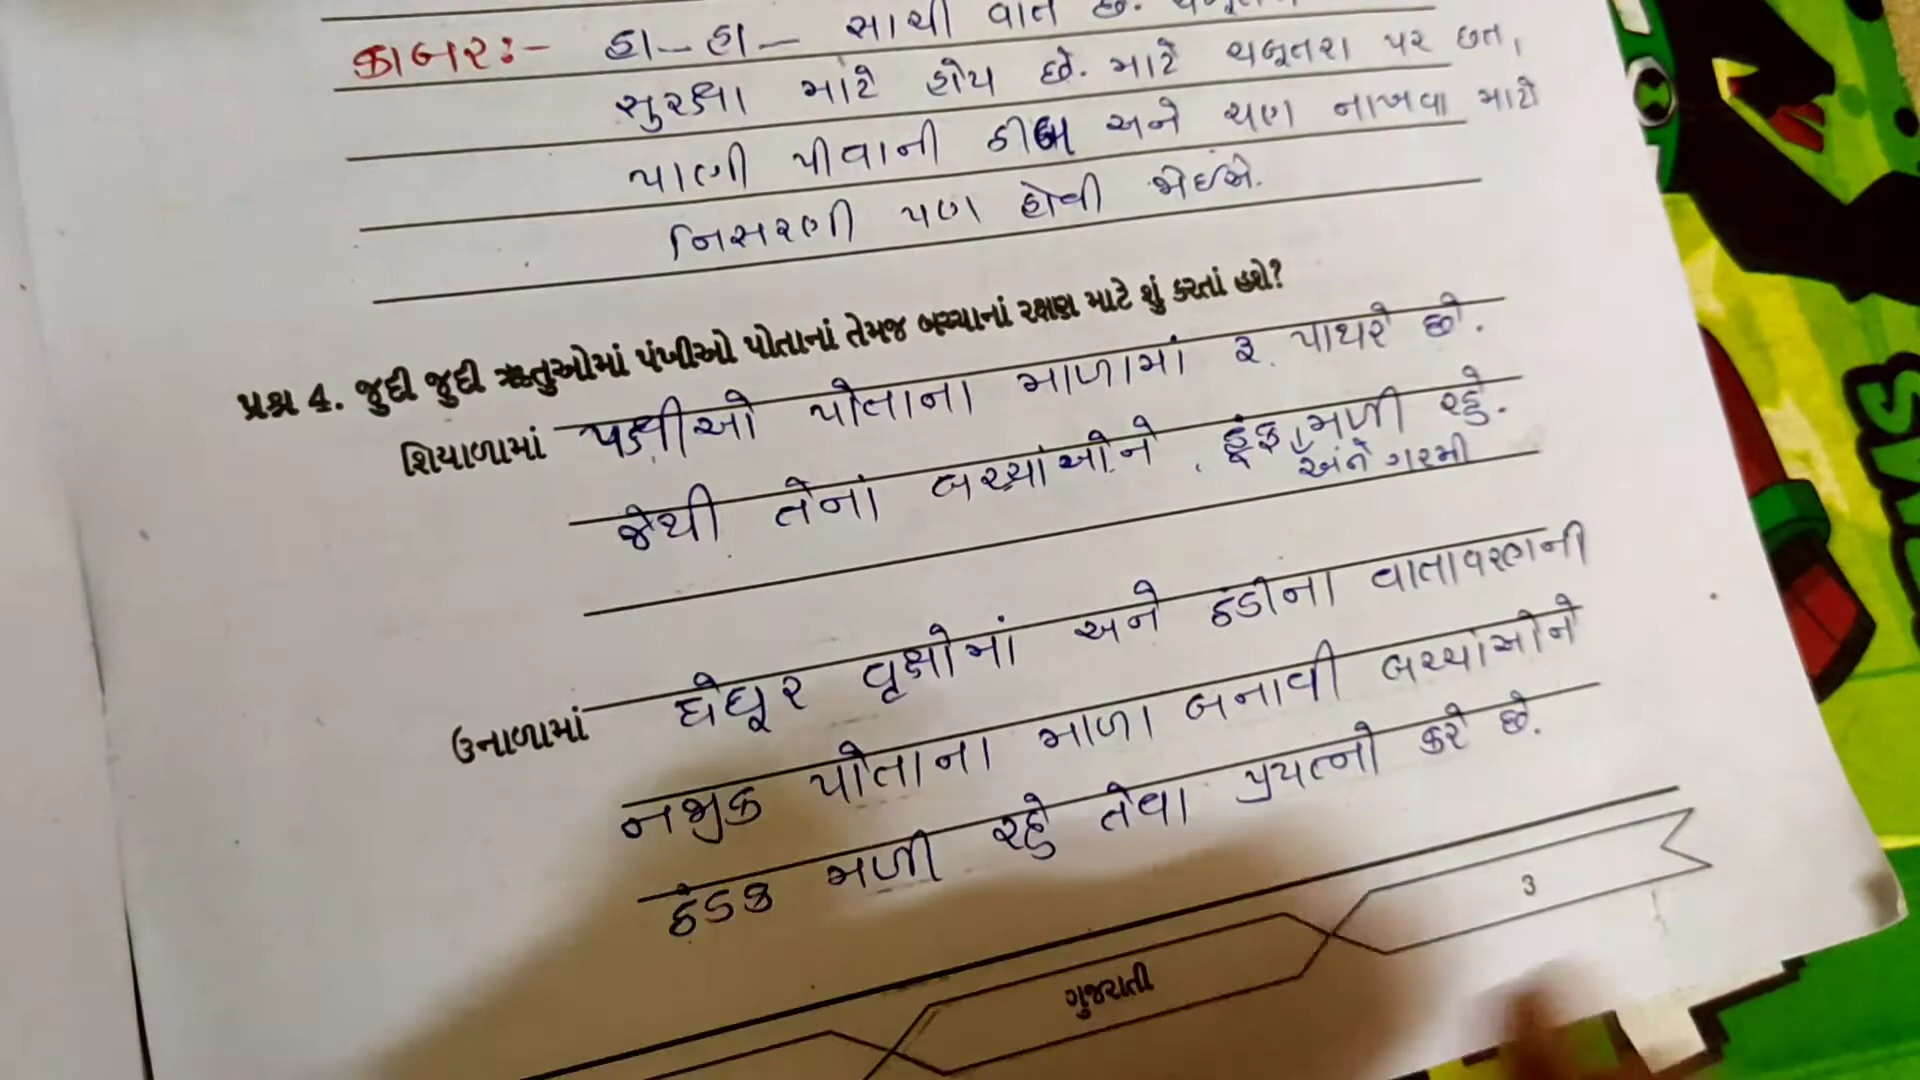 કાબર:- હા-હા- સાચી વાત છે.
સુરક્ષા માટે હોય છે. માટે ચબૂતરા પર છત,
પાણી પીવાની ઠીબ અને ચણ નાખવા માટે
નિસરણી પણ હોવી જોઈએ.
પ્રશ્ન 4. જુદી જુદી ઋતુઓમાં પંખીઓ પોતાનાં તેમજ બચ્ચાનાં રક્ષણ માટે શું કરતાં હશે?
શિયાળામાં પક્ષીઓ પોતાના માળામાં રૂ પાથરે છે.
જેથી તેનાં બચ્ચાંઓને હૂંફ મળી રહે.
અને ગરમી
ઉનાળામાં ઘેઘૂર વૃક્ષોમાં અને ઠંડીના વાતાવરણની
નજીક પોતાના માળા બનાવી બચ્ચાંઓને
ઠંડક મળી રહે તેવા પ્રયત્નો કરે છે.
ગુજરાતી
૩
SW